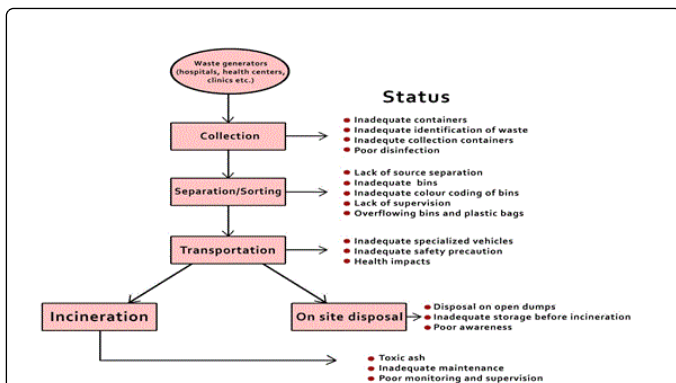 Waste generators
(hospitals, health centers,
clinics etc.)
Status
Collection
Inadequate containers
Inadequate identification of waste
Inadequte collection containers
Poor disinfection
Separation/Sorting
Lack of source separation
Inadequate bins
Inadequate colour coding of bins
Lack of supervision
Overflowing bins and plastic bags
Transportation
Inadequate specialized vehicles
Inadequate safety precaution
Health impacts
Incineration
On site disposal
Disposal on open dumps
Inadequate storage before incineration
Poor awareness
Toxic ash
Inadequate maintenance
Poor monitoring and supervision